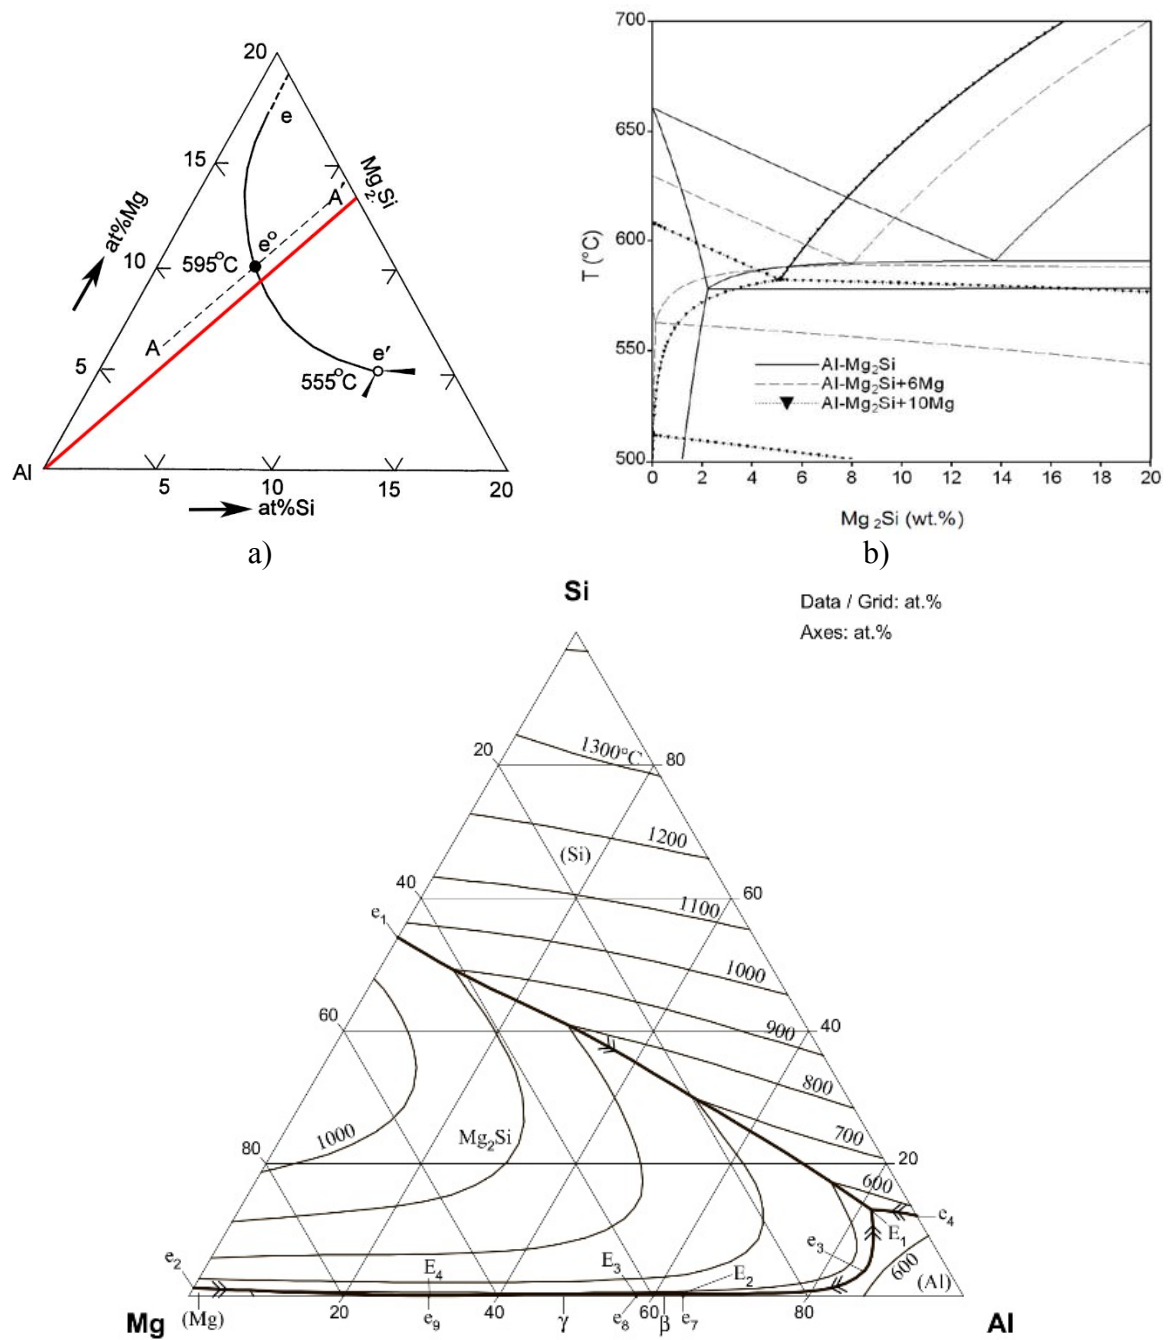 20
e
15
Mg₂Si
A′
at%Mg
10
595°C
e°
A
5
e′
555°C
Al
5
10
15
20
at%Si
a)
700
650
600
550
500
T (°C)
Al-Mg₂Si
Al-Mg₂Si+6Mg
Al-Mg₂Si+10Mg
0 2 4 6 8 10 12 14 16 18 20
Mg₂Si (wt.%)
b)
Si
Data / Grid: at.%
Axes: at.%
20
1300°C
80
1200
(Si)
40
60
1100
e₁
1000
60
900
40
800
1000
Mg₂Si
700
80
20
600
e₄
E₁
e₃
e₂
E₄
E₃
E₂
600
(Al)
Mg
(Mg)
20
e₉
40
γ
e₈
60
β
e₇
80
Al